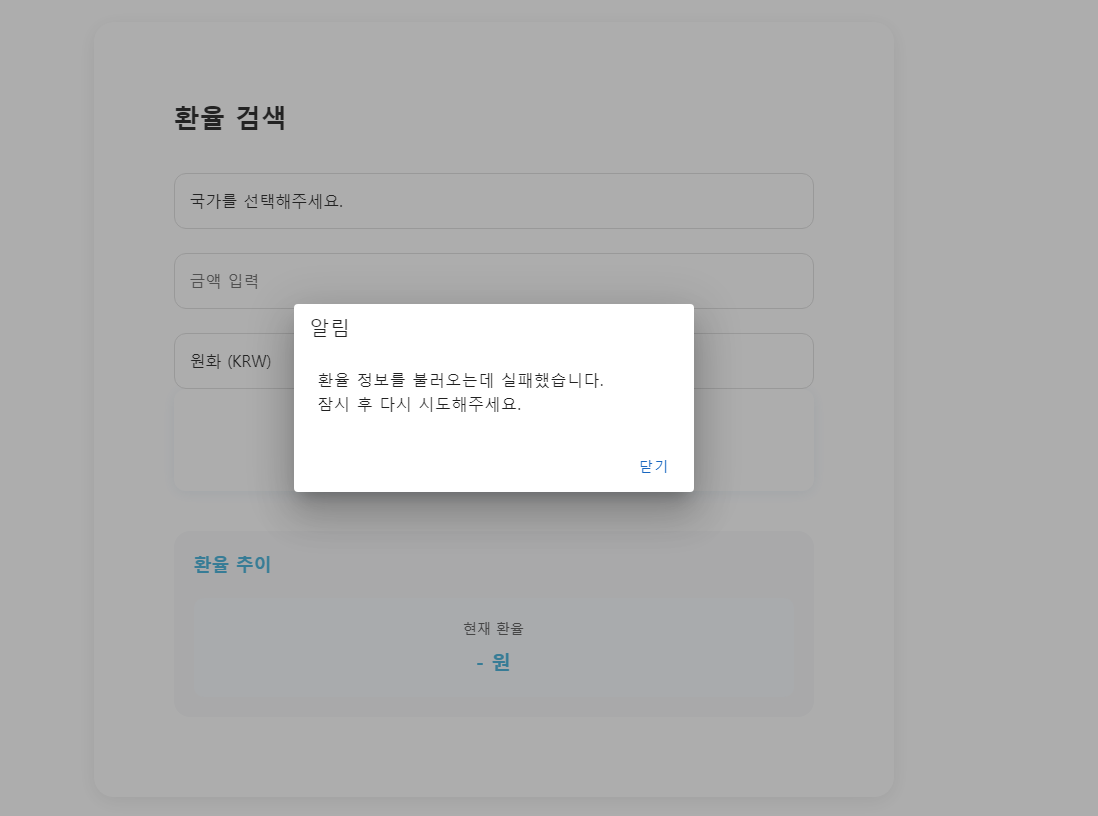 환율 검색
국가를 선택해주세요.
금액 입력
원화 (KRW)
알림
환율 정보를 불러오는데 실패했습니다.
잠시 후 다시 시도해주세요.
닫기
환율 추이
현재 환율
- 원